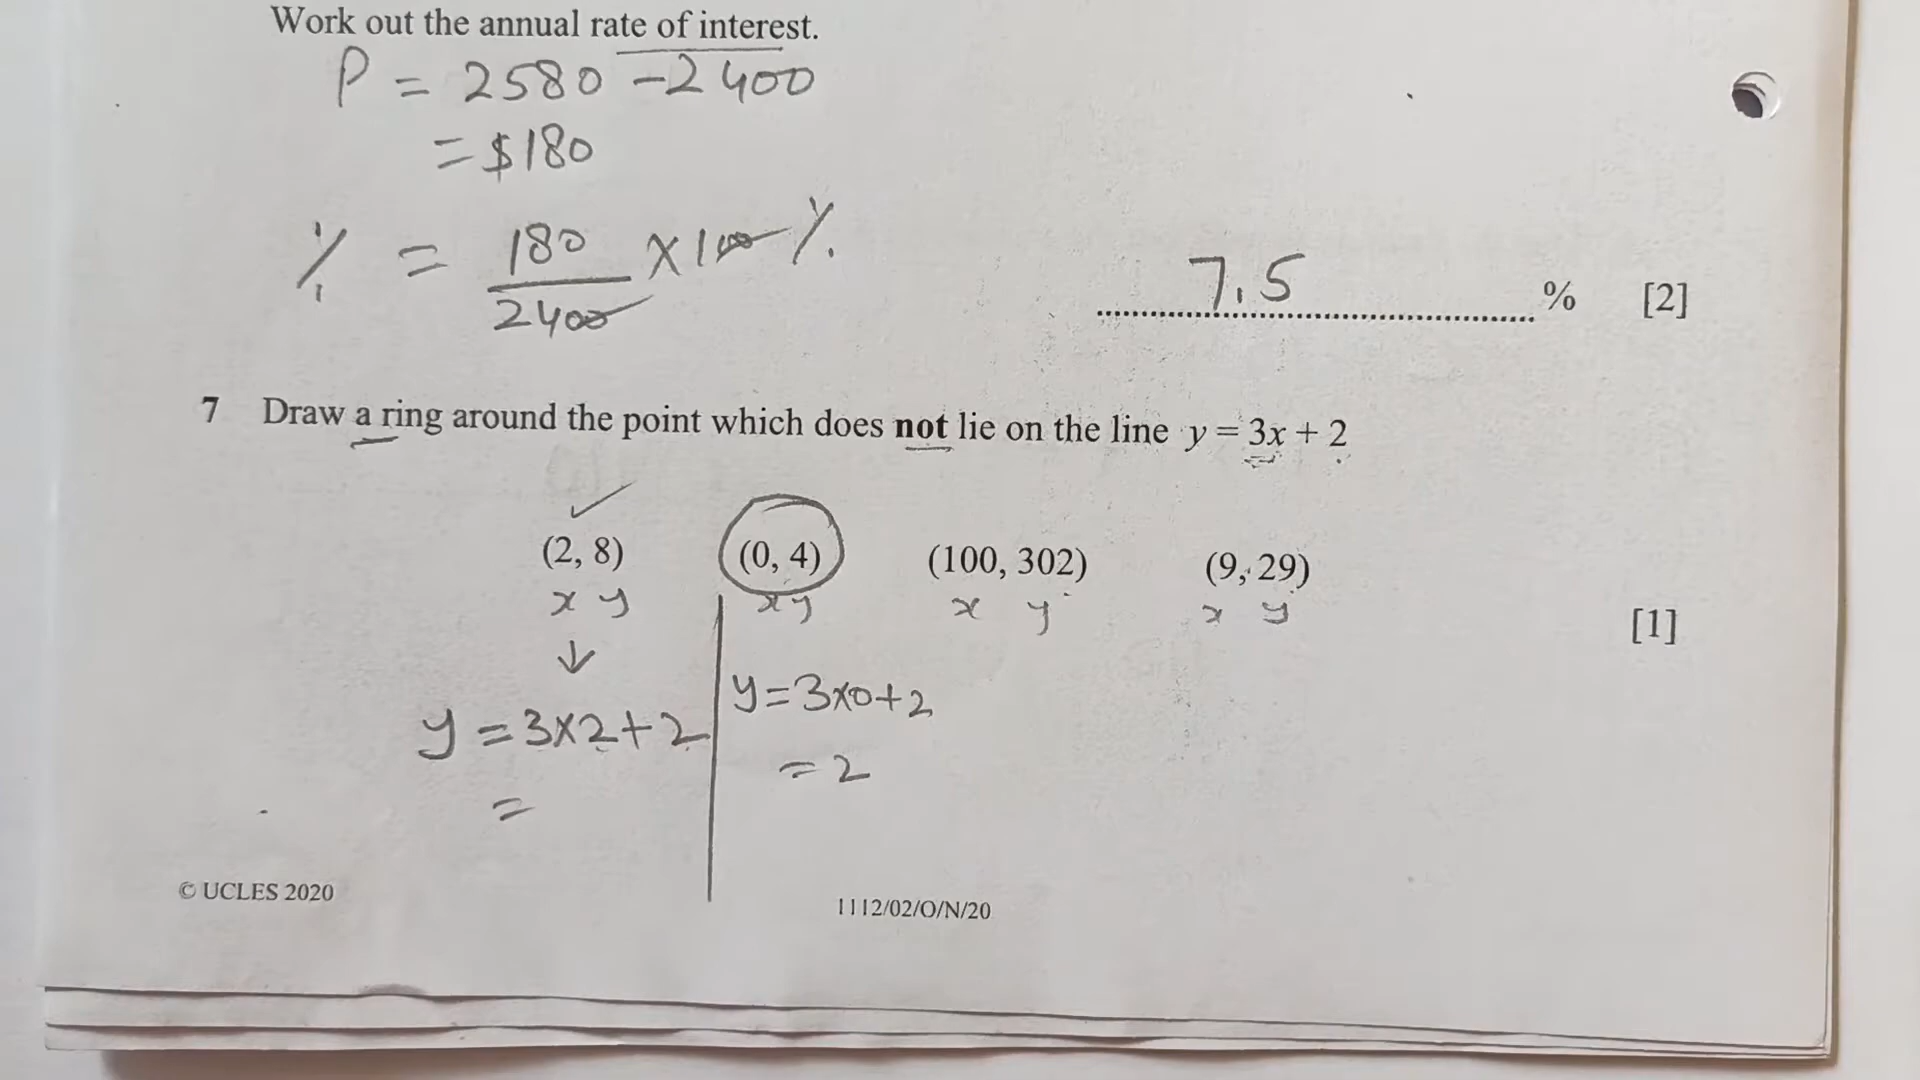 Work out the annual rate of interest.
P = 2580 - 2400
= $180
% = 180/2400 × 100 %
7.5 % [2]
7 Draw a ring around the point which does not lie on the line y = 3x + 2
(2, 8) (0, 4) (100, 302) (9, 29)
x y x y x y x y
[1]
y = 3×2+2
=
y = 3×0+2
= 2
© UCLES 2020
1112/02/O/N/20